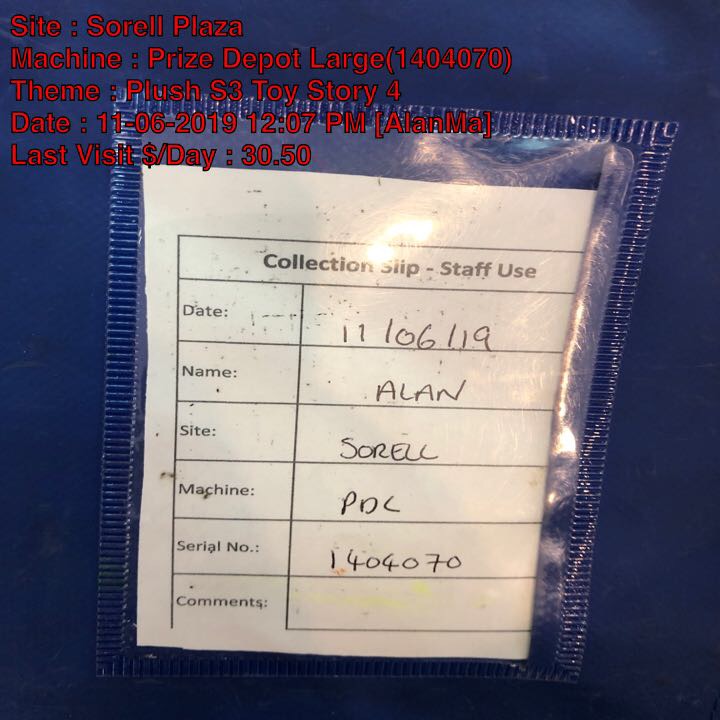 Site : Sorell Plaza
Machine : Prize Depot Large(1404070)
Theme : Plush S3 Toy Story 4
Date : 11-06-2019 12:07 PM [AlanMa]
Last Visit $/Day : 30.50
Collection Slip - Staff Use
Date: 11/06/19
Name: ALAN
Site: SORELL
Machine: PDL
Serial No.: 1404070
Comments: